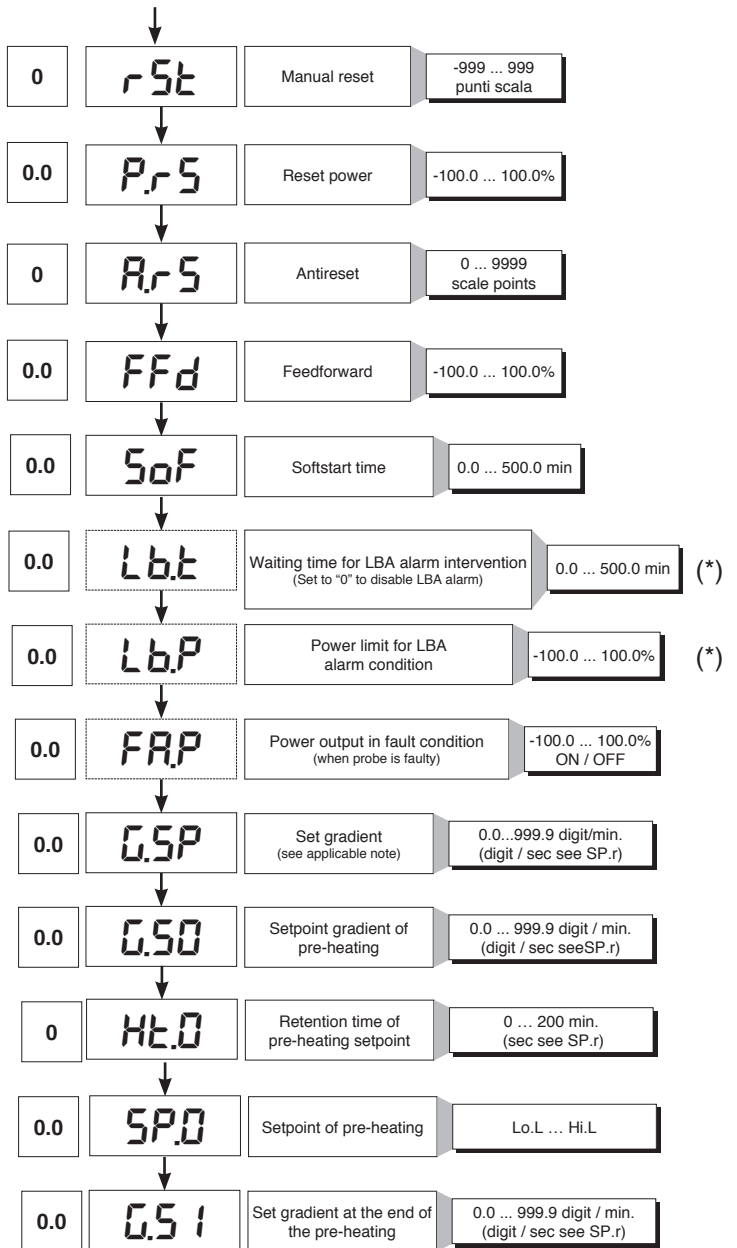 0 rSt Manual reset -999 ... 999
punti scala
0.0 P.rS Reset power -100.0 ... 100.0%
0 A.rS Antireset 0 ... 9999
scale points
0.0 FFd Feedforward -100.0 ... 100.0%
0.0 SoF Softstart time 0.0 ... 500.0 min
0.0 Lb.t Waiting time for LBA alarm intervention 0.0 ... 500.0 min (*)
(Set to “0” to disable LBA alarm)
0.0 Lb.P Power limit for LBA -100.0 ... 100.0% (*)
alarm condition
0.0 FA.P Power output in fault condition -100.0 ... 100.0%
(when probe is faulty) ON / OFF
0.0 G.SP Set gradient 0.0...999.9 digit/min.
(see applicable note) (digit / sec see SP.r)
0.0 G.S0 Setpoint gradient of 0.0 ... 999.9 digit / min.
pre-heating (digit / sec seeSP.r)
0 Ht.0 Retention time of 0 … 200 min.
pre-heating setpoint (sec see SP.r)
0.0 SP.0 Setpoint of pre-heating Lo.L … Hi.L
0.0 G.S1 Set gradient at the end of 0.0 ... 999.9 digit / min.
the pre-heating (digit / sec see SP.r)